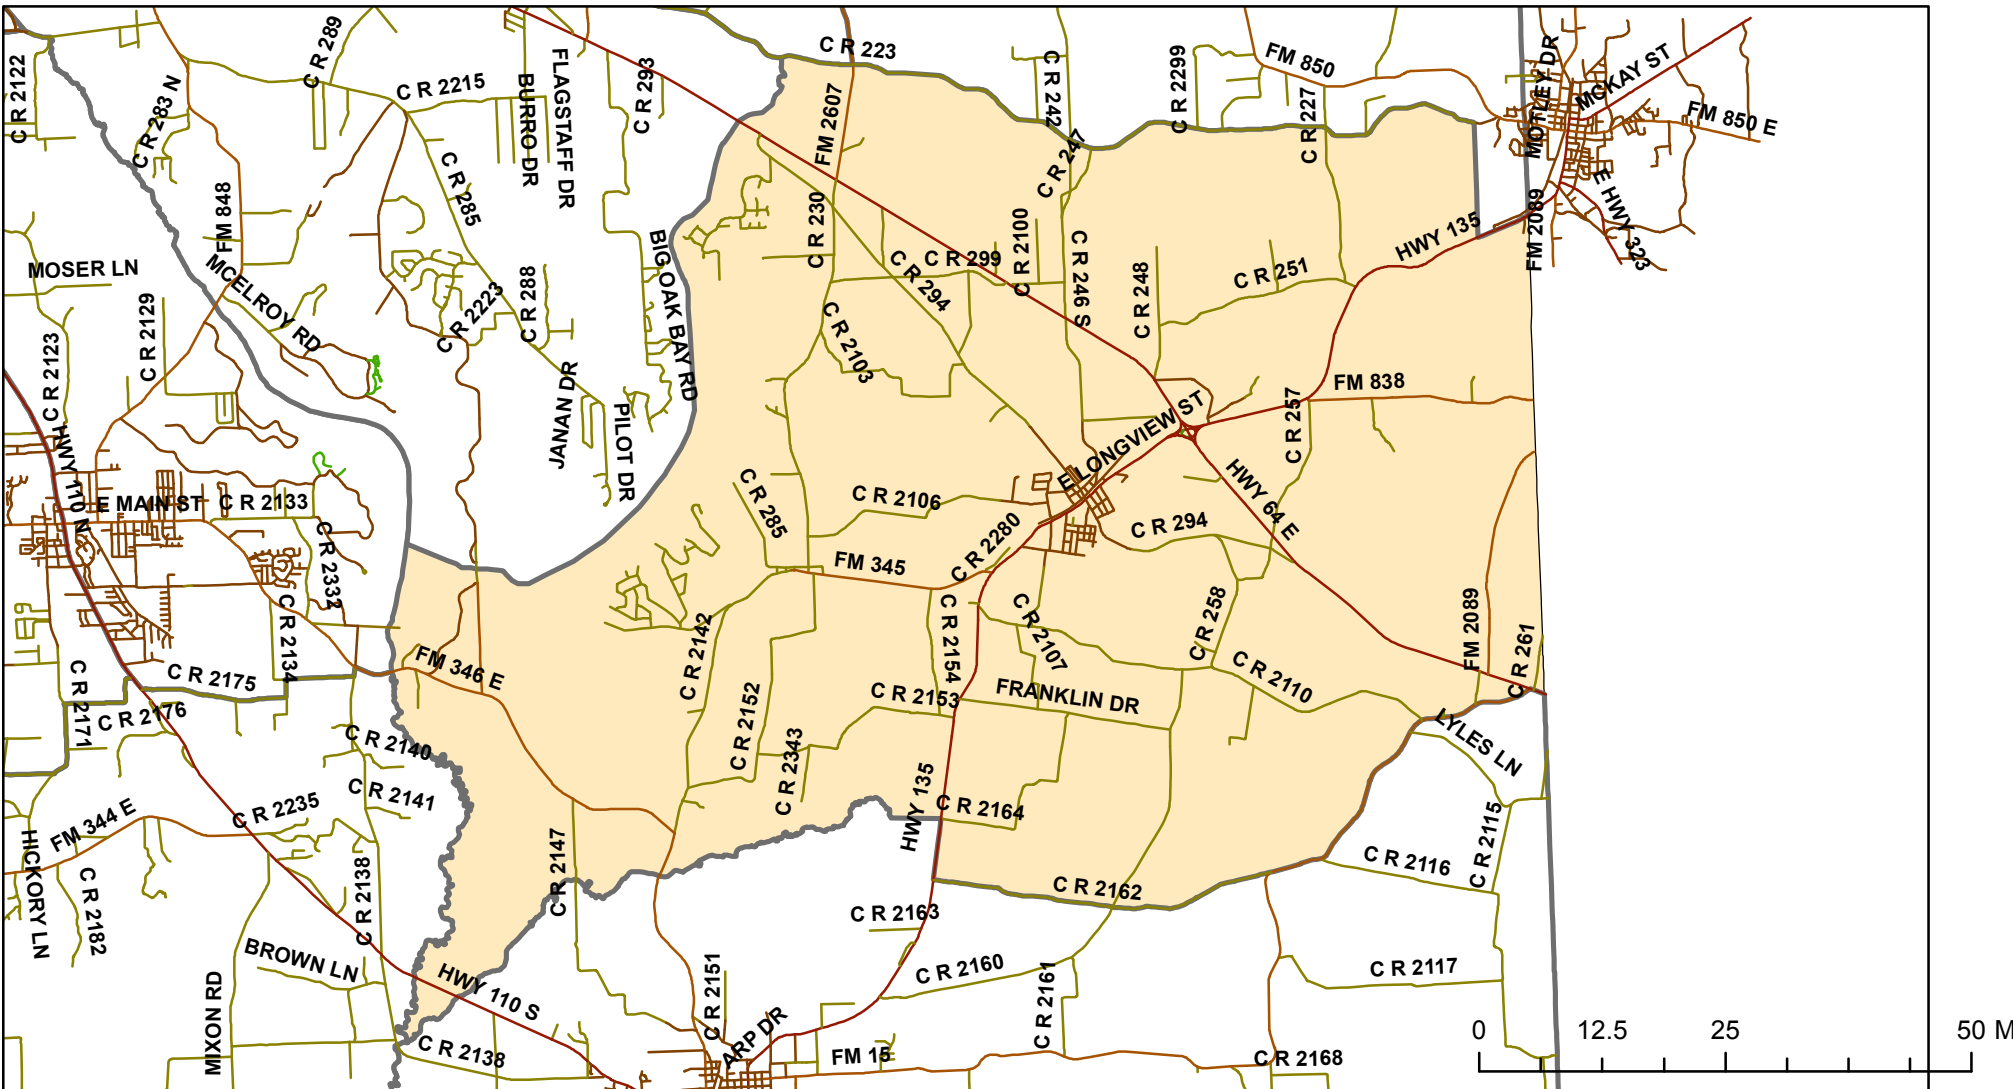 C R 2122
C R 289
C R 283 N
C R 2215
BURRO DR
FLAGSTAFF DR
C R 293
C R 223
FM 2607
C R 242
C R 247
C R 2299
FM 850
C R 227
MOTLEY DR
MCKAY ST
FM 850 E
E HWY 323
FM 2089
HWY 135
C R 285
FM 848
MOSER LN
MCELROY RD
C R 2129
C R 2123
C R 2223
C R 288
BIG OAK BAY RD
JANAN DR
PILOT DR
C R 230
C R 294
C R 299
C R 2100
C R 246 S
C R 248
C R 251
C R 2103
FM 838
C R 257
E LONGVIEW ST
HWY 64 E
HWY 110 N
E MAIN ST
C R 2133
C R 2332
C R 2134
C R 285
C R 2106
C R 2280
FM 345
C R 294
C R 258
C R 2107
C R 2154
C R 2142
C R 2152
C R 2153
C R 2343
FRANKLIN DR
C R 2110
FM 2089
C R 261
LYLES LN
FM 346 E
C R 2175
C R 2176
C R 2171
C R 2140
C R 2141
C R 2235
FM 344 E
HICKORY LN
C R 2182
C R 2138
C R 2147
HWY 135
C R 2164
C R 2162
C R 2116
C R 2115
C R 2163
C R 2160
C R 2161
C R 2117
BROWN LN
MIXON RD
HWY 110 S
C R 2138
C R 2151
ARP DR
FM 15
C R 2168
0 12.5 25 50 M